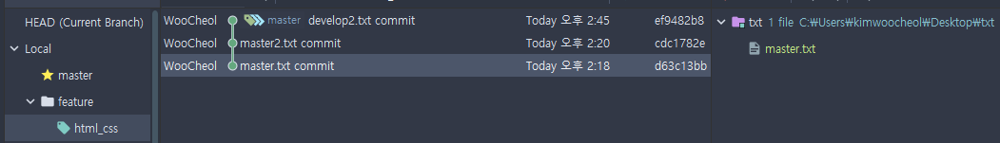 HEAD (Current Branch)
Local
master
feature
html_css
WooCheol master develop2.txt commit Today 오후 2:45 ef9482b8
WooCheol master2.txt commit Today 오후 2:20 cdc1782e
WooCheol master.txt commit Today 오후 2:18 d63c13bb
txt 1 file C:₩Users₩kimwoocheol₩Desktop₩txt
master.txt